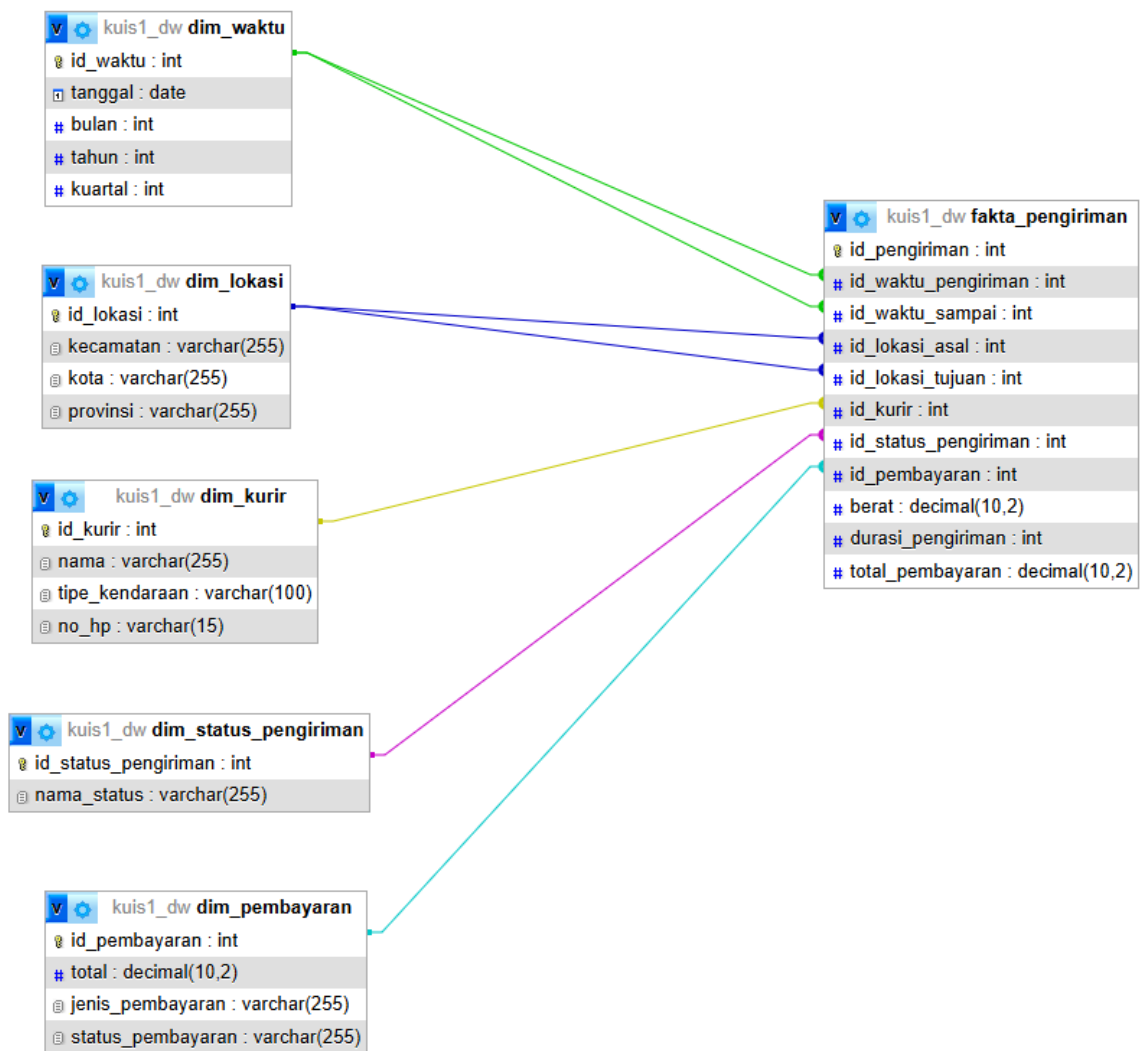 kuis1_dw dim_waktu
id_waktu : int
tanggal : date
bulan : int
tahun : int
kuartal : int
kuis1_dw dim_lokasi
id_lokasi : int
kecamatan : varchar(255)
kota : varchar(255)
provinsi : varchar(255)
kuis1_dw dim_kurir
id_kurir : int
nama : varchar(255)
tipe_kendaraan : varchar(100)
no_hp : varchar(15)
kuis1_dw dim_status_pengiriman
id_status_pengiriman : int
nama_status : varchar(255)
kuis1_dw dim_pembayaran
id_pembayaran : int
total : decimal(10,2)
jenis_pembayaran : varchar(255)
status_pembayaran : varchar(255)
kuis1_dw fakta_pengiriman
id_pengiriman : int
id_waktu_pengiriman : int
id_waktu_sampai : int
id_lokasi_asal : int
id_lokasi_tujuan : int
id_kurir : int
id_status_pengiriman : int
id_pembayaran : int
berat : decimal(10,2)
durasi_pengiriman : int
total_pembayaran : decimal(10,2)